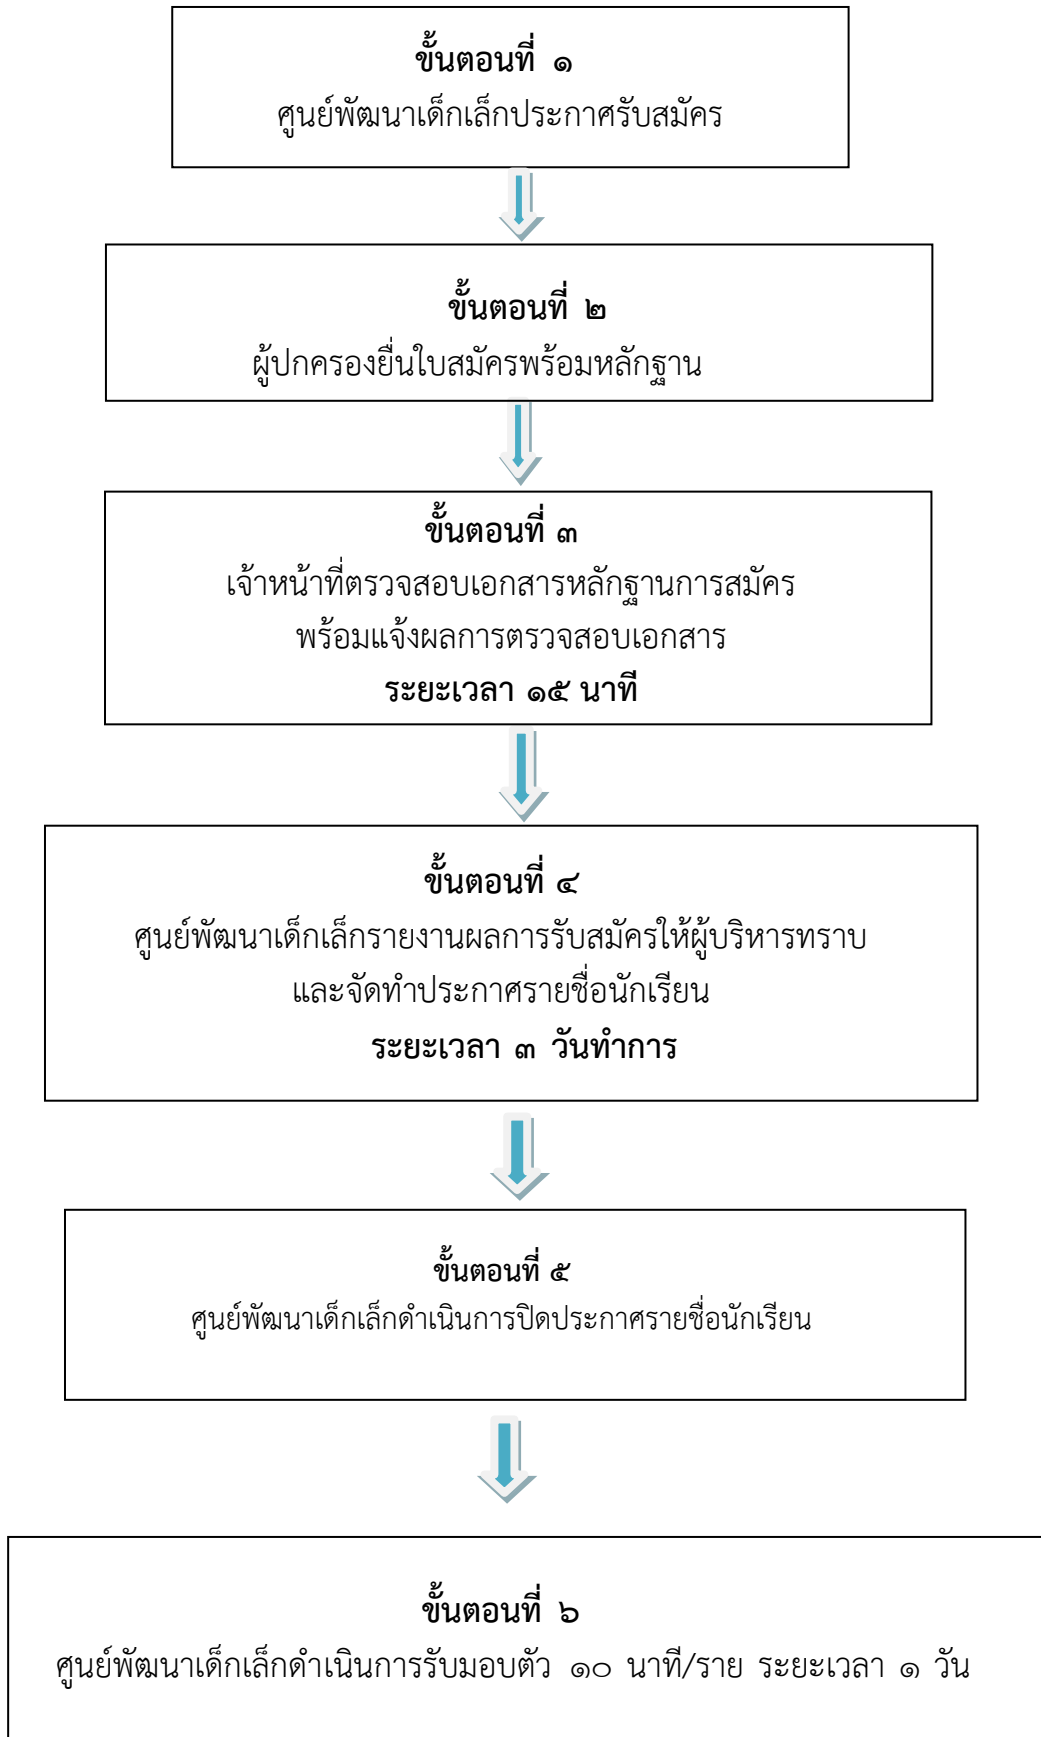 ขั้นตอนที่ ๑
ศูนย์พัฒนาเด็กเล็กประกาศรับสมัคร
ขั้นตอนที่ ๒
ผู้ปกครองยื่นใบสมัครพร้อมหลักฐาน
ขั้นตอนที่ ๓
เจ้าหน้าที่ตรวจสอบเอกสารหลักฐานการสมัคร
พร้อมแจ้งผลการตรวจสอบเอกสาร
ระยะเวลา ๑๕ นาที
ขั้นตอนที่ ๔
ศูนย์พัฒนาเด็กเล็กรายงานผลการรับสมัครให้ผู้บริหารทราบ
และจัดทำประกาศรายชื่อนักเรียน
ระยะเวลา ๓ วันทำการ
ขั้นตอนที่ ๕
ศูนย์พัฒนาเด็กเล็กดำเนินการปิดประกาศรายชื่อนักเรียน
ขั้นตอนที่ ๖
ศูนย์พัฒนาเด็กเล็กดำเนินการรับมอบตัว ๑๐ นาที/ราย ระยะเวลา ๑ วัน